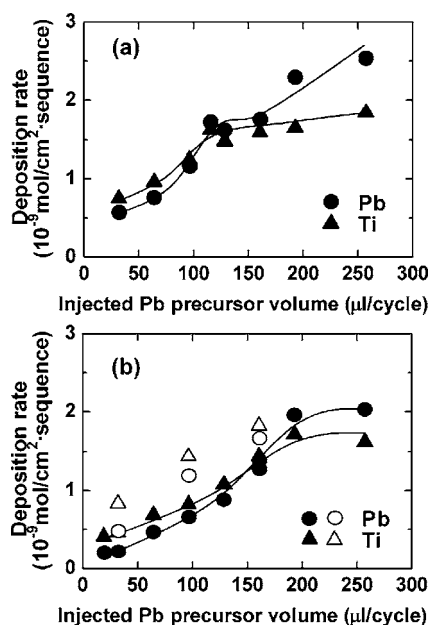 (a)
Deposition rate
(10⁻⁹mol/cm²·sequence)
3
2
1
0
Pb
Ti
0 50 100 150 200 250 300
Injected Pb precursor volume (μl/cycle)
(b)
Deposition rate
(10⁻⁹mol/cm²·sequence)
3
2
1
0
Pb
Ti
0 50 100 150 200 250 300
Injected Pb precursor volume (μl/cycle)